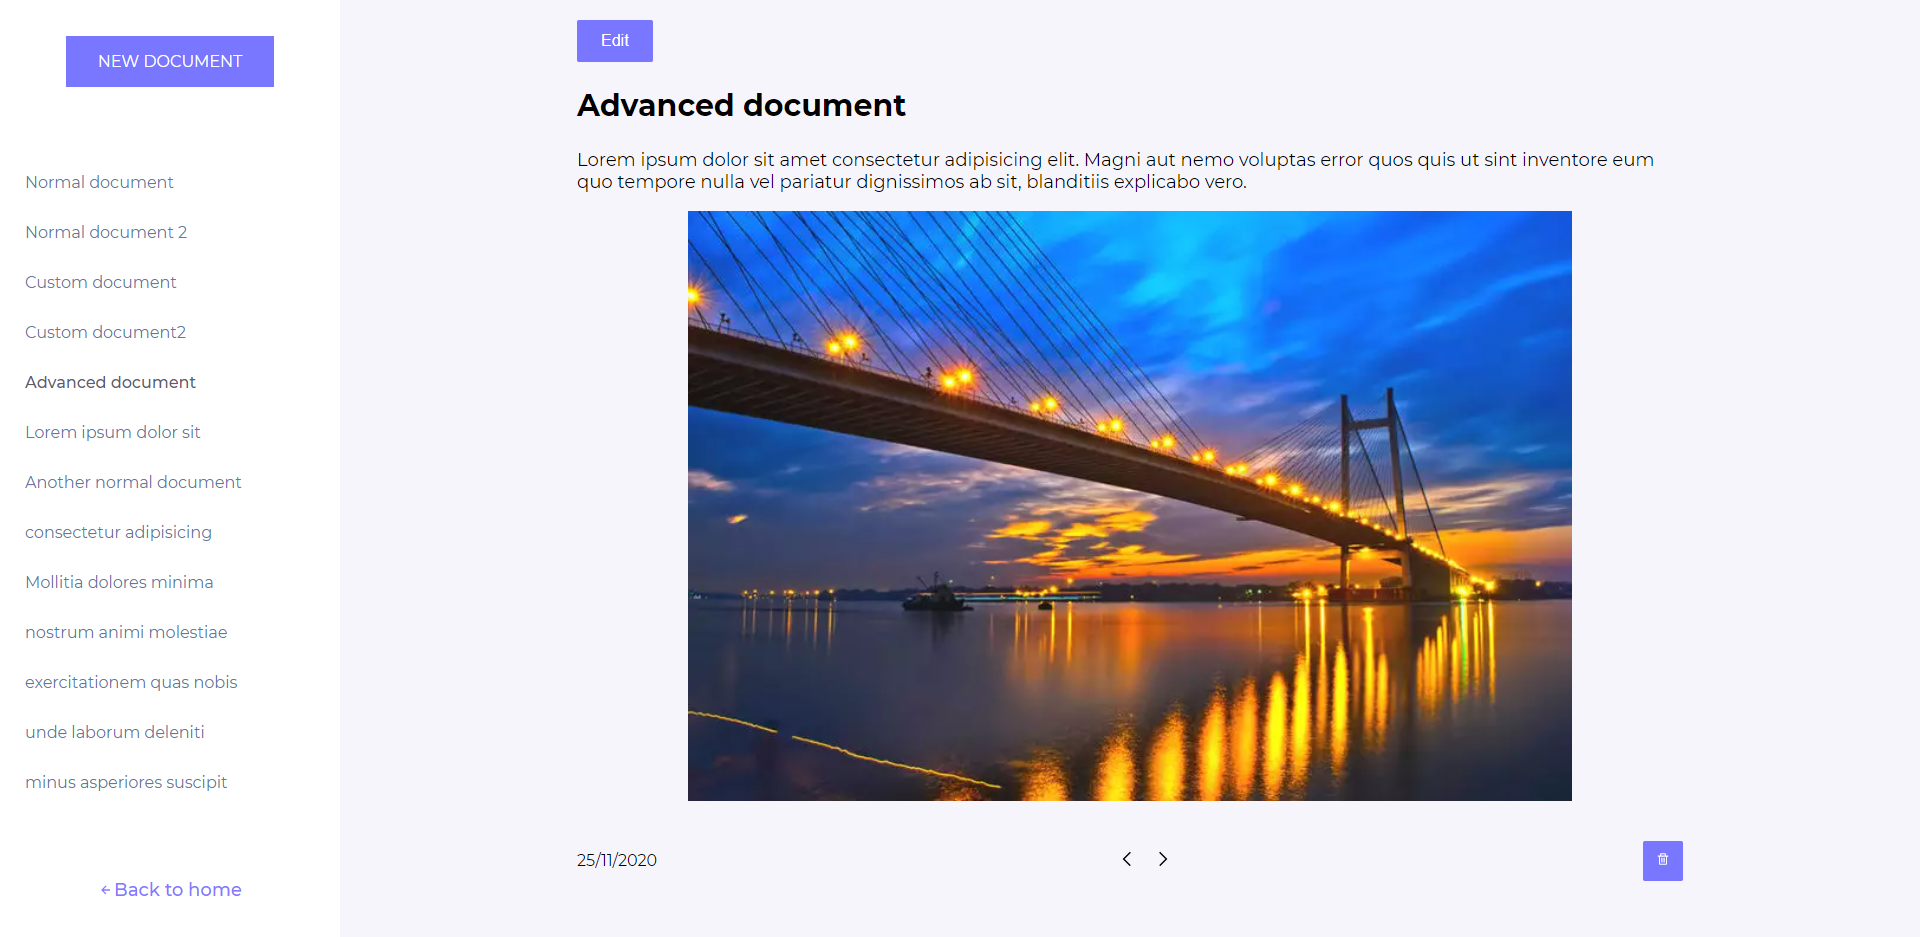 NEW DOCUMENT
Normal document
Normal document 2
Custom document
Custom document2
Advanced document
Lorem ipsum dolor sit
Another normal document
consectetur adipisicing
Mollitia dolores minima
nostrum animi molestiae
exercitationem quas nobis
unde laborum deleniti
minus asperiores suscipit
← Back to home
Edit
Advanced document
Lorem ipsum dolor sit amet consectetur adipisicing elit. Magni aut nemo voluptas error quos quis ut sint inventore eum
quo tempore nulla vel pariatur dignissimos ab sit, blanditiis explicabo vero.
25/11/2020